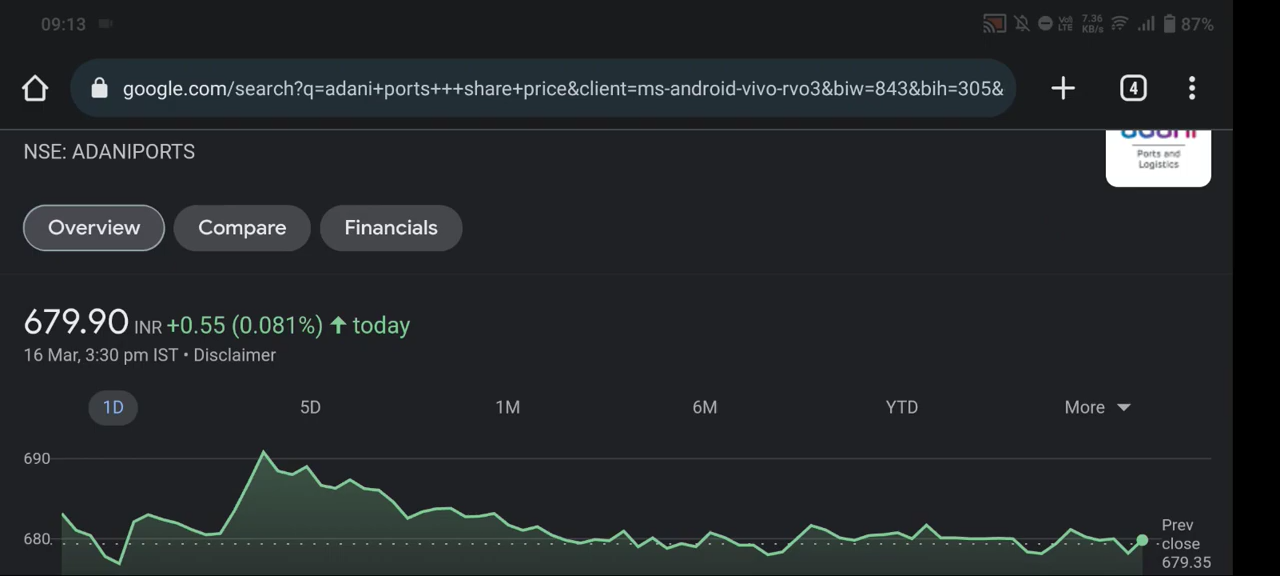 09:13
Vo) LTE 7.36 KB/s 87%
google.com/search?q=adani+ports+++share+price&client=ms-android-vivo-rvo3&biw=843&bih=305&
4
NSE: ADANIPORTS
Ports and
Logistics
Overview Compare Financials
679.90 INR +0.55 (0.081%) ↑ today
16 Mar, 3:30 pm IST • Disclaimer
1D 5D 1M 6M YTD More
690
680
Prev
close
679.35